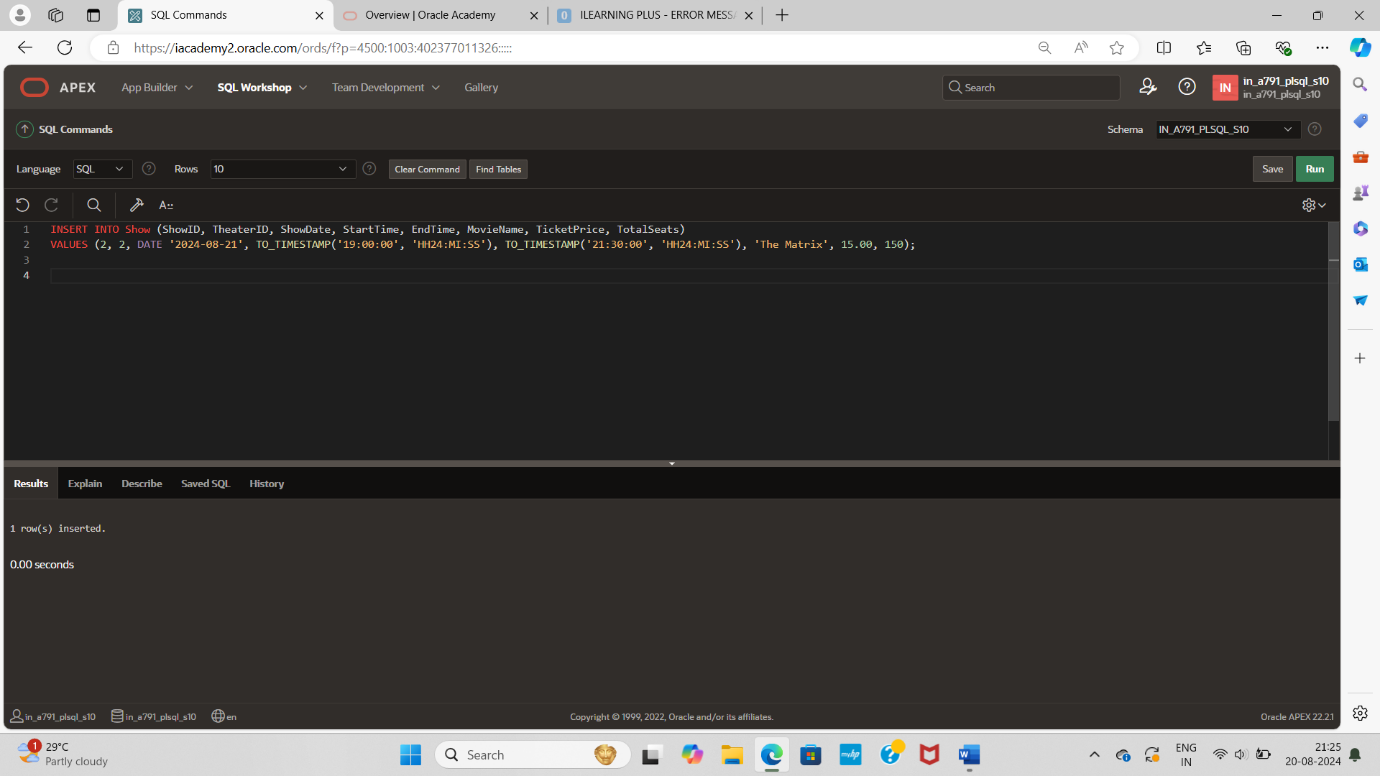 SQL Commands
Overview | Oracle Academy
ILEARNING PLUS - ERROR MESSA
https://iacademy2.oracle.com/ords/f?p=4500:1003:402377011326:::::
APEX App Builder SQL Workshop Team Development Gallery Search IN in_a791_plsql_s10
in_a791_plsql_s10
SQL Commands Schema IN_A791_PLSQL_S10
Language SQL Rows 10 Clear Command Find Tables Save Run
1 INSERT INTO Show (ShowID, TheaterID, ShowDate, StartTime, EndTime, MovieName, TicketPrice, TotalSeats)
2 VALUES (2, 2, DATE '2024-08-21', TO_TIMESTAMP('19:00:00', 'HH24:MI:SS'), TO_TIMESTAMP('21:30:00', 'HH24:MI:SS'), 'The Matrix', 15.00, 150);
3
4
Results Explain Describe Saved SQL History
1 row(s) inserted.
0.00 seconds
in_a791_plsql_s10 in_a791_plsql_s10 en Copyright © 1999, 2022, Oracle and/or its affiliates. Oracle APEX 22.2.1
1 29°C
Partly cloudy
Search
ENG
IN
21:25
20-08-2024